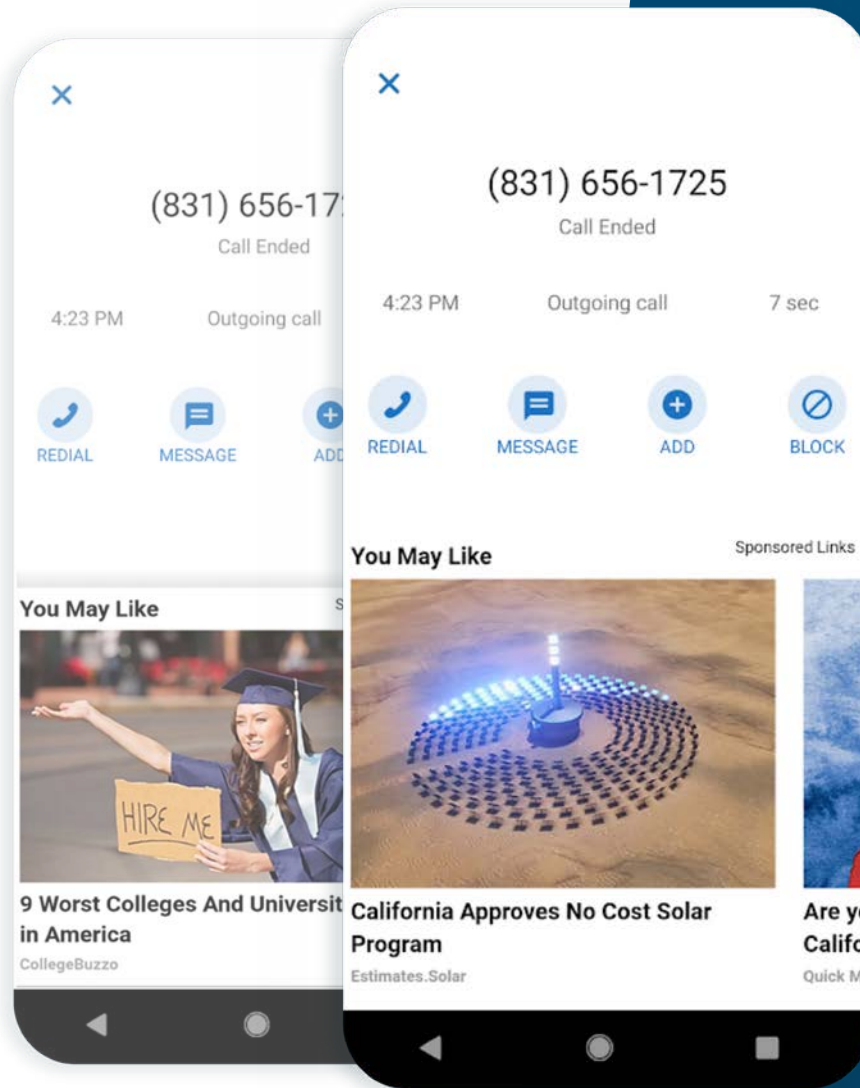 (831) 656-17
Call Ended
4:23 PM Outgoing call
REDIAL MESSAGE ADD
You May Like
HIRE ME
9 Worst Colleges And Universit
in America
CollegeBuzzo
(831) 656-1725
Call Ended
4:23 PM Outgoing call 7 sec
REDIAL MESSAGE ADD BLOCK
You May Like Sponsored Links
California Approves No Cost Solar
Program
Estimates.Solar
Are y
Califo
Quick M